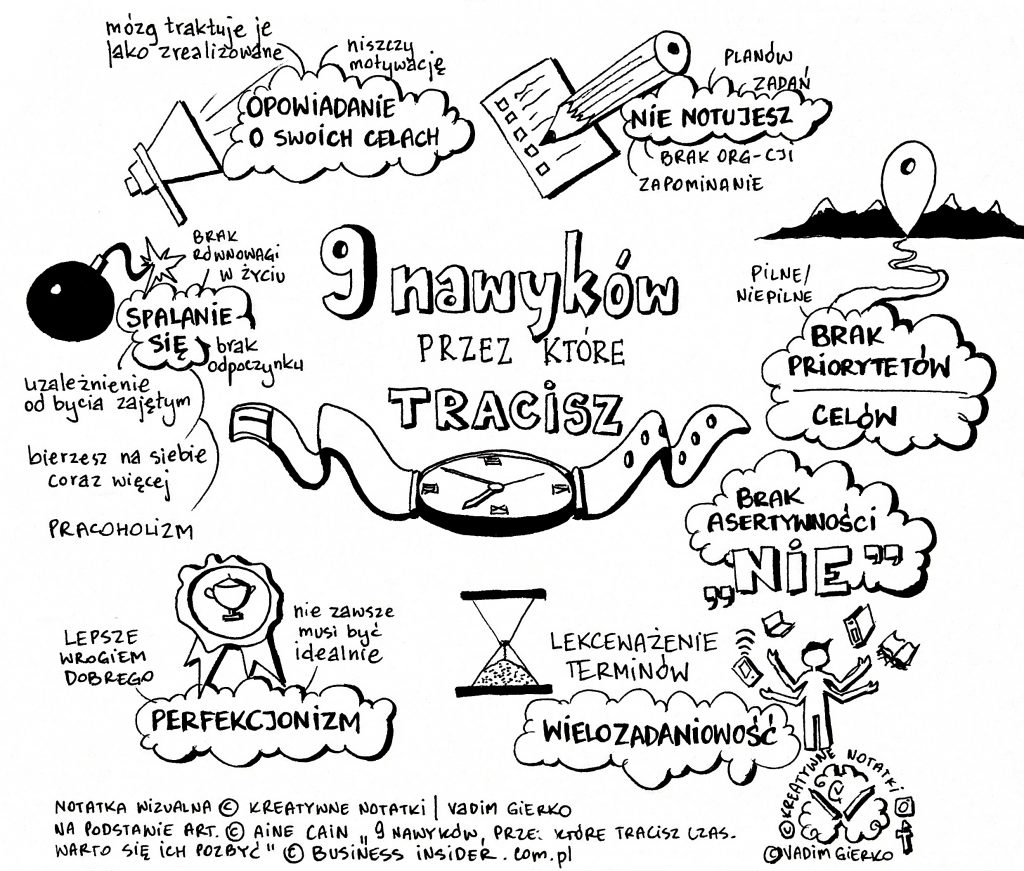 mózg traktuje je
jako zrealizowane
niszczy
motywację
OPOWIADANIE
O SWOICH CELACH
PLANÓW
ZADAŃ
NIE NOTUJESZ
BRAK ORG-CJI
ZAPOMINANIE
BRAK
RÓWNOWAGI
W ŻYCIU
SPALANIE
SIĘ
brak
odpoczynku
uzależnienie
od bycia zajętym
bierzesz na siebie
coraz więcej
PRACOHOLIZM
9 nawyków
PRZEZ KTÓRE
TRACISZ
PILNE/
NIEPILNE
BRAK
PRIORYTETÓW
CELÓW
BRAK
ASERTYWNOŚCI
„NIE”
LEPSZE
WROGIEM
DOBREGO
nie zawsze
musi być
idealnie
PERFEKCJONIZM
LEKCEWAŻENIE
TERMINÓW
WIELOZADANIOWOŚĆ
NOTATKA WIZUALNA © KREATYWNE NOTATKI | VADIM GIERKO
NA PODSTANIE ART. © AINE CAIN „9 NAWYKÓW, PRZE: KTÓRE TRACISZ CZAS.
WARTO SIĘ ICH POZBYĆ" © BUSINESS INSIDER.com.pl
© KREATYWNE NOTATKI
© VADIM GIERKO